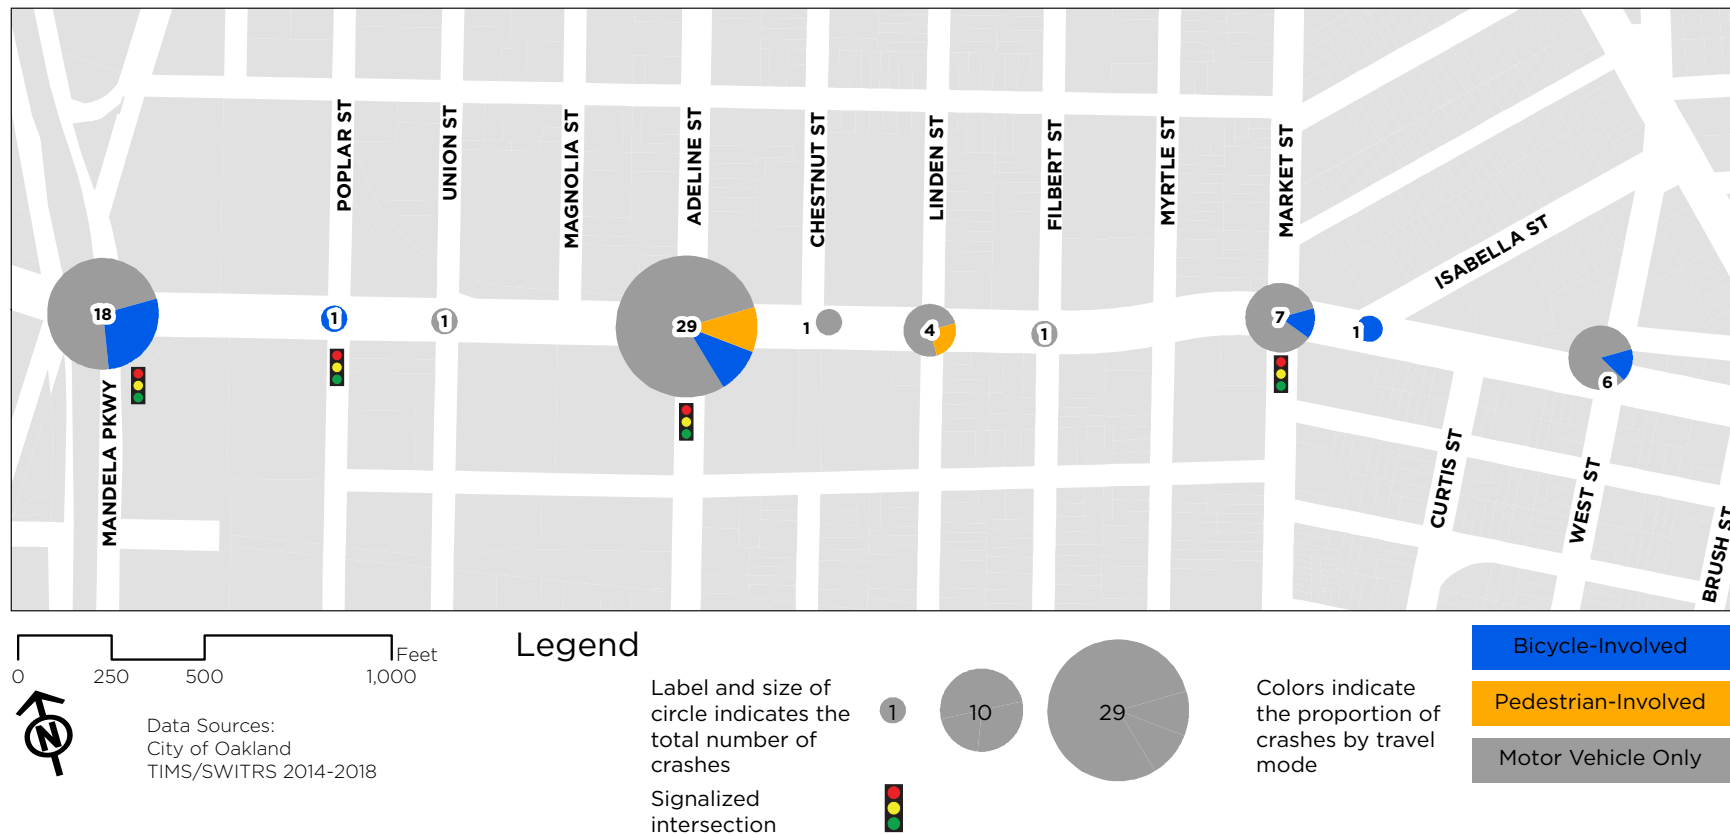 POPLAR ST
UNION ST
MAGNOLIA ST
ADELINE ST
CHESTNUT ST
LINDEN ST
FILBERT ST
MYRTLE ST
MARKET ST
ISABELLA ST
18
1
1
29
1
4
1
7
1
6
MANDELA PKWY
CURTIS ST
WEST ST
BRUSH ST
0 250 500 1,000
Feet
N
Data Sources:
City of Oakland
TIMS/SWITRS 2014-2018
Legend
Label and size of
circle indicates the
total number of
crashes
1
10
29
Signalized
intersection
Colors indicate
the proportion of
crashes by travel
mode
Bicycle-Involved
Pedestrian-Involved
Motor Vehicle Only